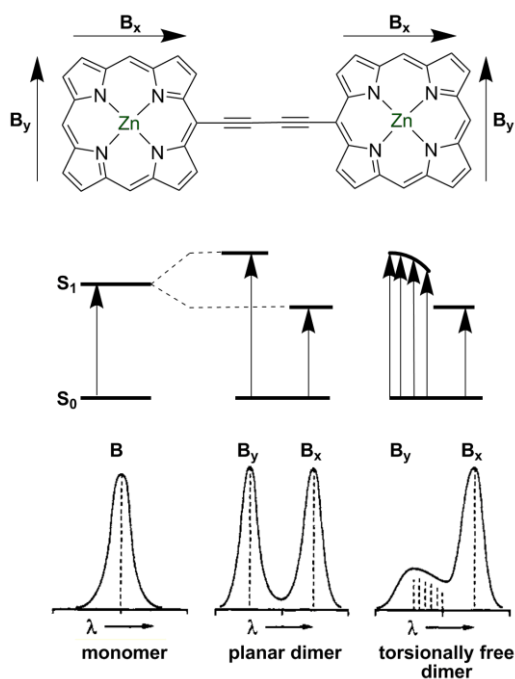 Bx Bx
By By
N N N N
Zn Zn
N N N N
S1
S0
B By Bx By Bx
λ λ λ
monomer planar dimer torsionally free
dimer